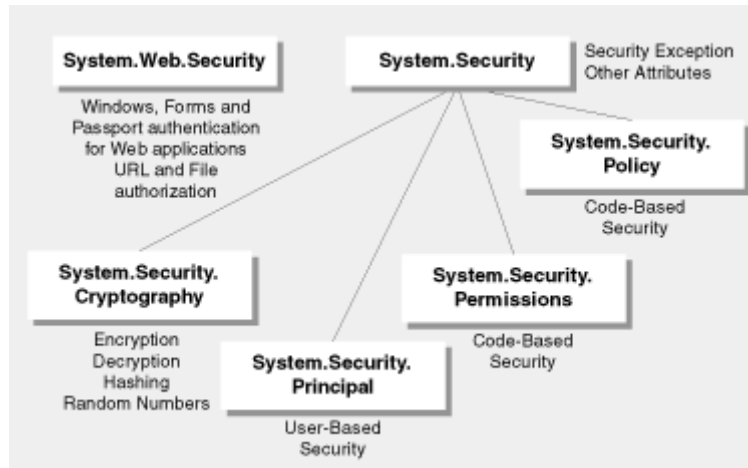 System.Web.Security
Windows, Forms and
Passport authentication
for Web applications
URL and File
authorization
System.Security
Security Exception
Other Attributes
System.Security.
Policy
Code-Based
Security
System.Security.
Cryptography
Encryption
Decryption
Hashing
Random Numbers
System.Security.
Principal
User-Based
Security
System.Security.
Permissions
Code-Based
Security